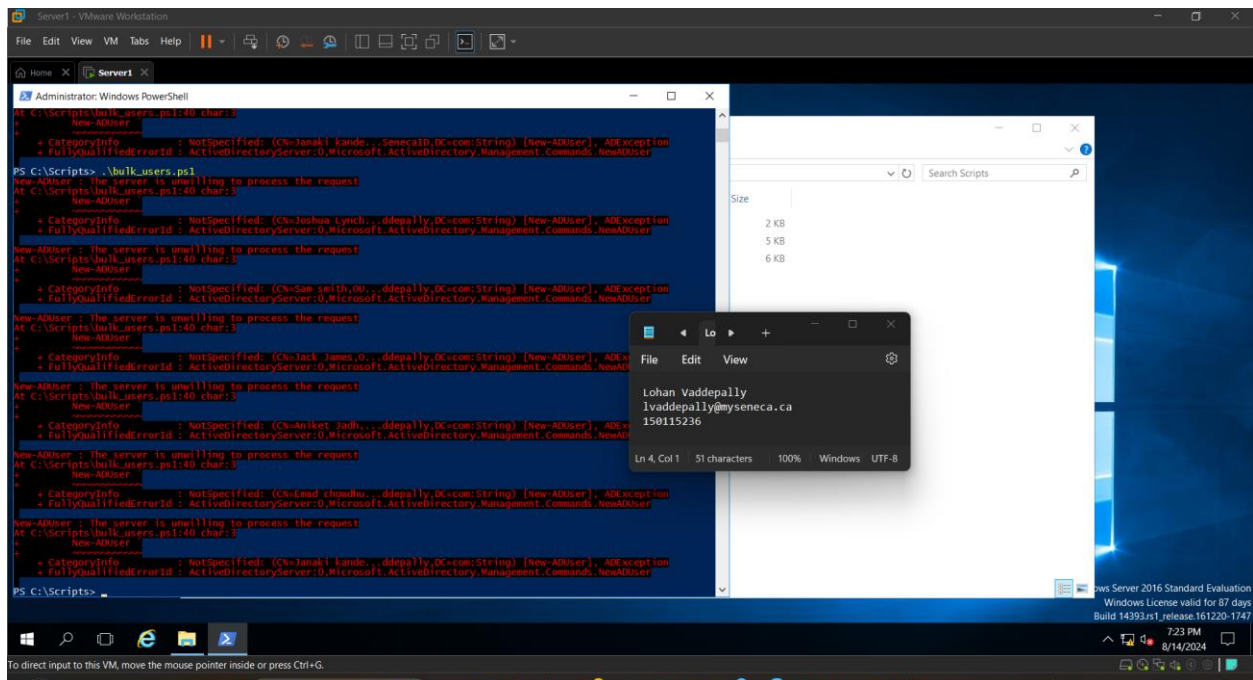 Server1 - VMware Workstation
File Edit View VM Tabs Help
Home Server1
Administrator: Windows PowerShell
At C:\Scripts\bulk_users.ps1:40 char:3
+ New-ADUser
+ ~~~~~~~~~~
+ CategoryInfo : NotSpecified: (CN=Janaki kande...SenecaID,DC=com:String) [New-ADUser], ADException
+ FullyQualifiedErrorId : ActiveDirectoryServer:0,Microsoft.ActiveDirectory.Management.Commands.NewADUser
PS C:\Scripts> .\bulk_users.ps1
New-ADUser : The server is unwilling to process the request
At C:\Scripts\bulk_users.ps1:40 char:3
+ New-ADUser
+ ~~~~~~~~~~
+ CategoryInfo : NotSpecified: (CN=Joshua Lynch...ddepally,DC=com:String) [New-ADUser], ADException
+ FullyQualifiedErrorId : ActiveDirectoryServer:0,Microsoft.ActiveDirectory.Management.Commands.NewADUser
New-ADUser : The server is unwilling to process the request
At C:\Scripts\bulk_users.ps1:40 char:3
+ New-ADUser
+ ~~~~~~~~~~
+ CategoryInfo : NotSpecified: (CN=Sam smith,OU...ddepally,DC=com:String) [New-ADUser], ADException
+ FullyQualifiedErrorId : ActiveDirectoryServer:0,Microsoft.ActiveDirectory.Management.Commands.NewADUser
New-ADUser : The server is unwilling to process the request
At C:\Scripts\bulk_users.ps1:40 char:3
+ New-ADUser
+ ~~~~~~~~~~
+ CategoryInfo : NotSpecified: (CN=Jack James,O...ddepally,DC=com:String) [New-ADUser], ADEx
+ FullyQualifiedErrorId : ActiveDirectoryServer:0,Microsoft.ActiveDirectory.Management.Commands.NewAD
New-ADUser : The server is unwilling to process the request
At C:\Scripts\bulk_users.ps1:40 char:3
+ New-ADUser
+ ~~~~~~~~~~
+ CategoryInfo : NotSpecified: (CN=Aniket Jadh...ddepally,DC=com:String) [New-ADUser], ADEx
+ FullyQualifiedErrorId : ActiveDirectoryServer:0,Microsoft.ActiveDirectory.Management.Commands.NewAD
New-ADUser : The server is unwilling to process the request
At C:\Scripts\bulk_users.ps1:40 char:3
+ New-ADUser
+ ~~~~~~~~~~
+ CategoryInfo : NotSpecified: (CN=Emad chowdhu...ddepally,DC=com:String) [New-ADUser], ADException
+ FullyQualifiedErrorId : ActiveDirectoryServer:0,Microsoft.ActiveDirectory.Management.Commands.NewADUser
New-ADUser : The server is unwilling to process the request
At C:\Scripts\bulk_users.ps1:40 char:3
+ New-ADUser
+ ~~~~~~~~~~
+ CategoryInfo : NotSpecified: (CN=Janaki kande...ddepally,DC=com:String) [New-ADUser], ADException
+ FullyQualifiedErrorId : ActiveDirectoryServer:0,Microsoft.ActiveDirectory.Management.Commands.NewADUser
PS C:\Scripts> _
Search Scripts
Size
2 KB
5 KB
6 KB
Lo
File Edit View
Lohan Vaddepally
lvaddepally@myseneca.ca
150115236
Ln 4, Col 1 51 characters 100% Windows UTF-8
ows Server 2016 Standard Evaluation
Windows License valid for 87 days
Build 14393.rs1_release.161220-1747
7:23 PM
8/14/2024
To direct input to this VM, move the mouse pointer inside or press Ctrl+G.